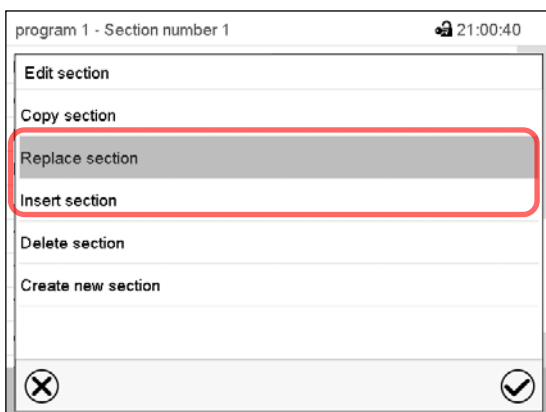 program 1 - Section number 1 21:00:40
Edit section
Copy section
Replace section
Insert section
Delete section
Create new section